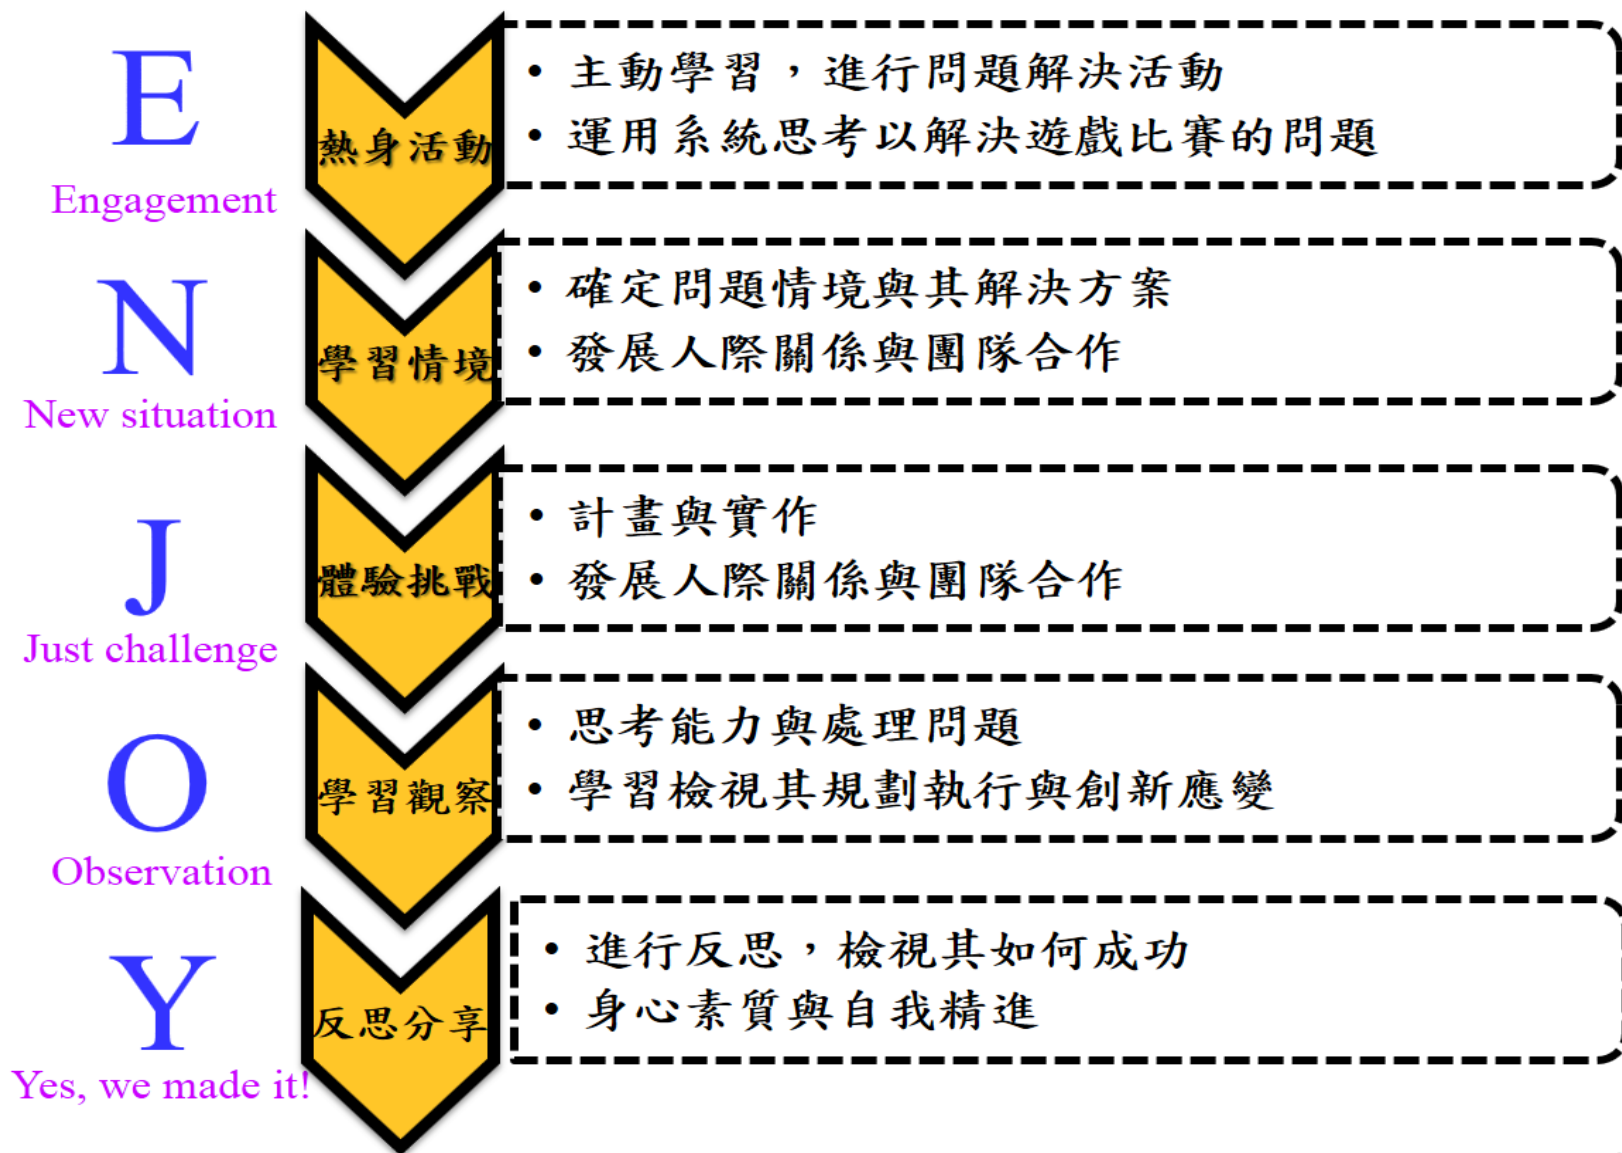 E
Engagement
熱身活動
• 主動學習，進行問題解決活動
• 運用系統思考以解決遊戲比賽的問題
N
New situation
學習情境
• 確定問題情境與其解決方案
• 發展人際關係與團隊合作
J
Just challenge
體驗挑戰
• 計畫與實作
• 發展人際關係與團隊合作
O
Observation
學習觀察
• 思考能力與處理問題
• 學習檢視其規劃執行與創新應變
Y
Yes, we made it!
反思分享
• 進行反思，檢視其如何成功
• 身心素質與自我精進